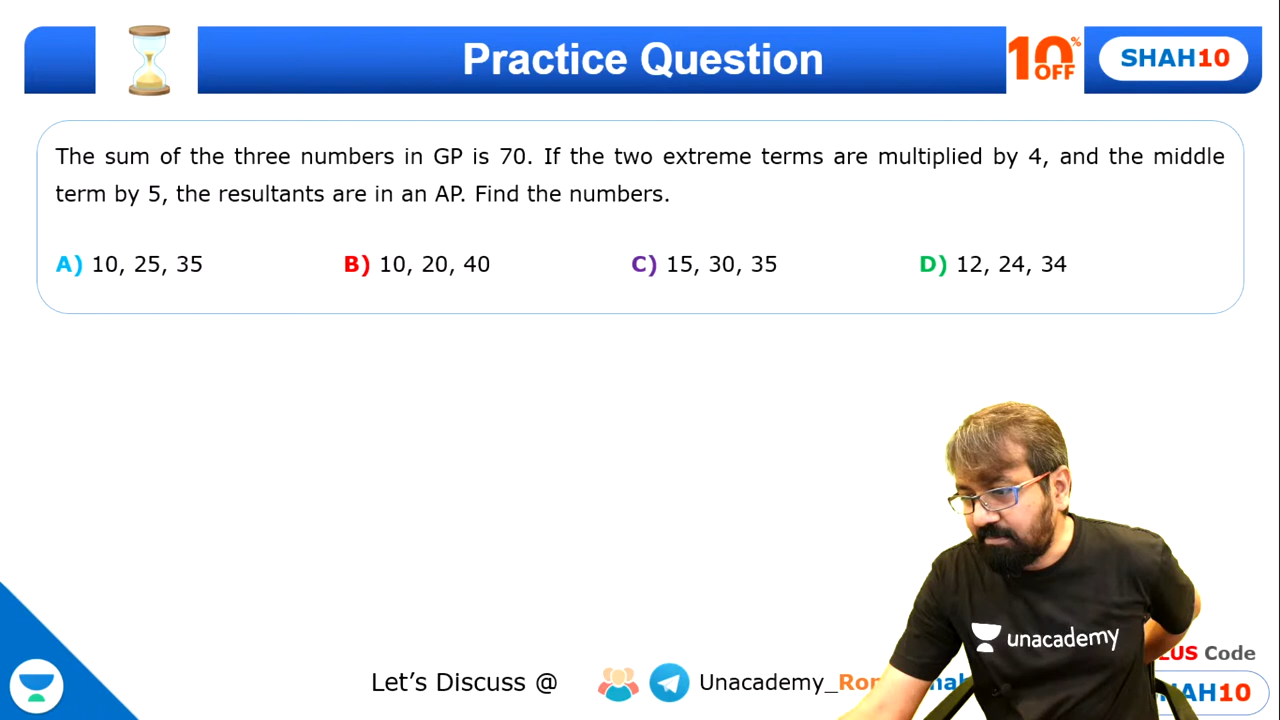 Practice Question
10% OFF
SHAH10
The sum of the three numbers in GP is 70. If the two extreme terms are multiplied by 4, and the middle
term by 5, the resultants are in an AP. Find the numbers.
A) 10, 25, 35 B) 10, 20, 40 C) 15, 30, 35 D) 12, 24, 34
unacademy
Code
Let's Discuss @ Unacademy_